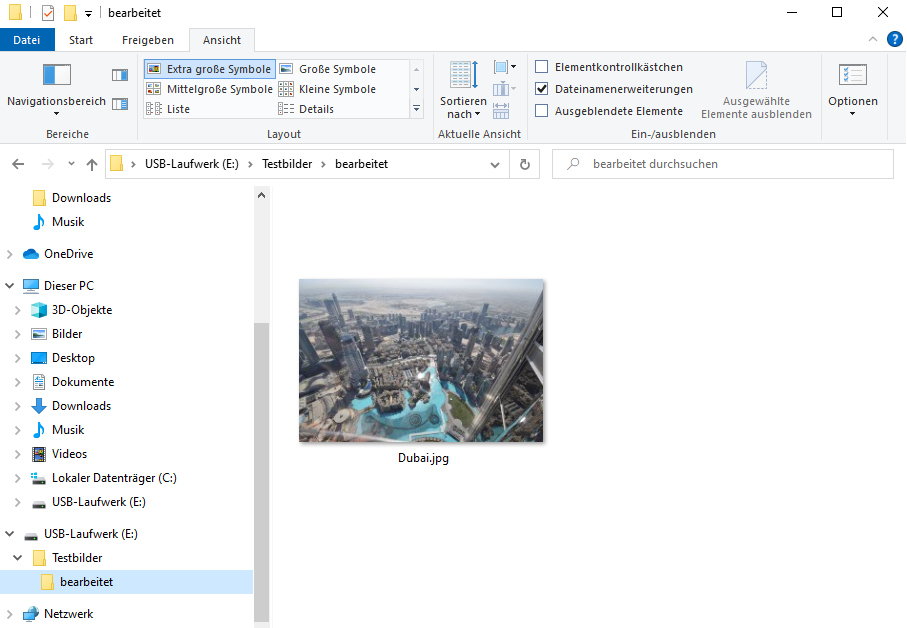 bearbeitet
Datei Start Freigeben Ansicht
Extra große Symbole Große Symbole
Mittelgroße Symbole Kleine Symbole
Liste Details
Navigationsbereich
Bereiche
Layout
Sortieren
nach
Aktuelle Ansicht
Elementkontrollkästchen
Dateinamenerweiterungen
Ausgeblendete Elemente
Ausgewählte
Elemente ausblenden
Ein-/ausblenden
Optionen
USB-Laufwerk (E:) Testbilder bearbeitet
bearbeitet durchsuchen
Downloads
Musik
OneDrive
Dieser PC
3D-Objekte
Bilder
Desktop
Dokumente
Downloads
Musik
Videos
Lokaler Datenträger (C:)
USB-Laufwerk (E:)
USB-Laufwerk (E:)
Testbilder
bearbeitet
Netzwerk
Dubai.jpg